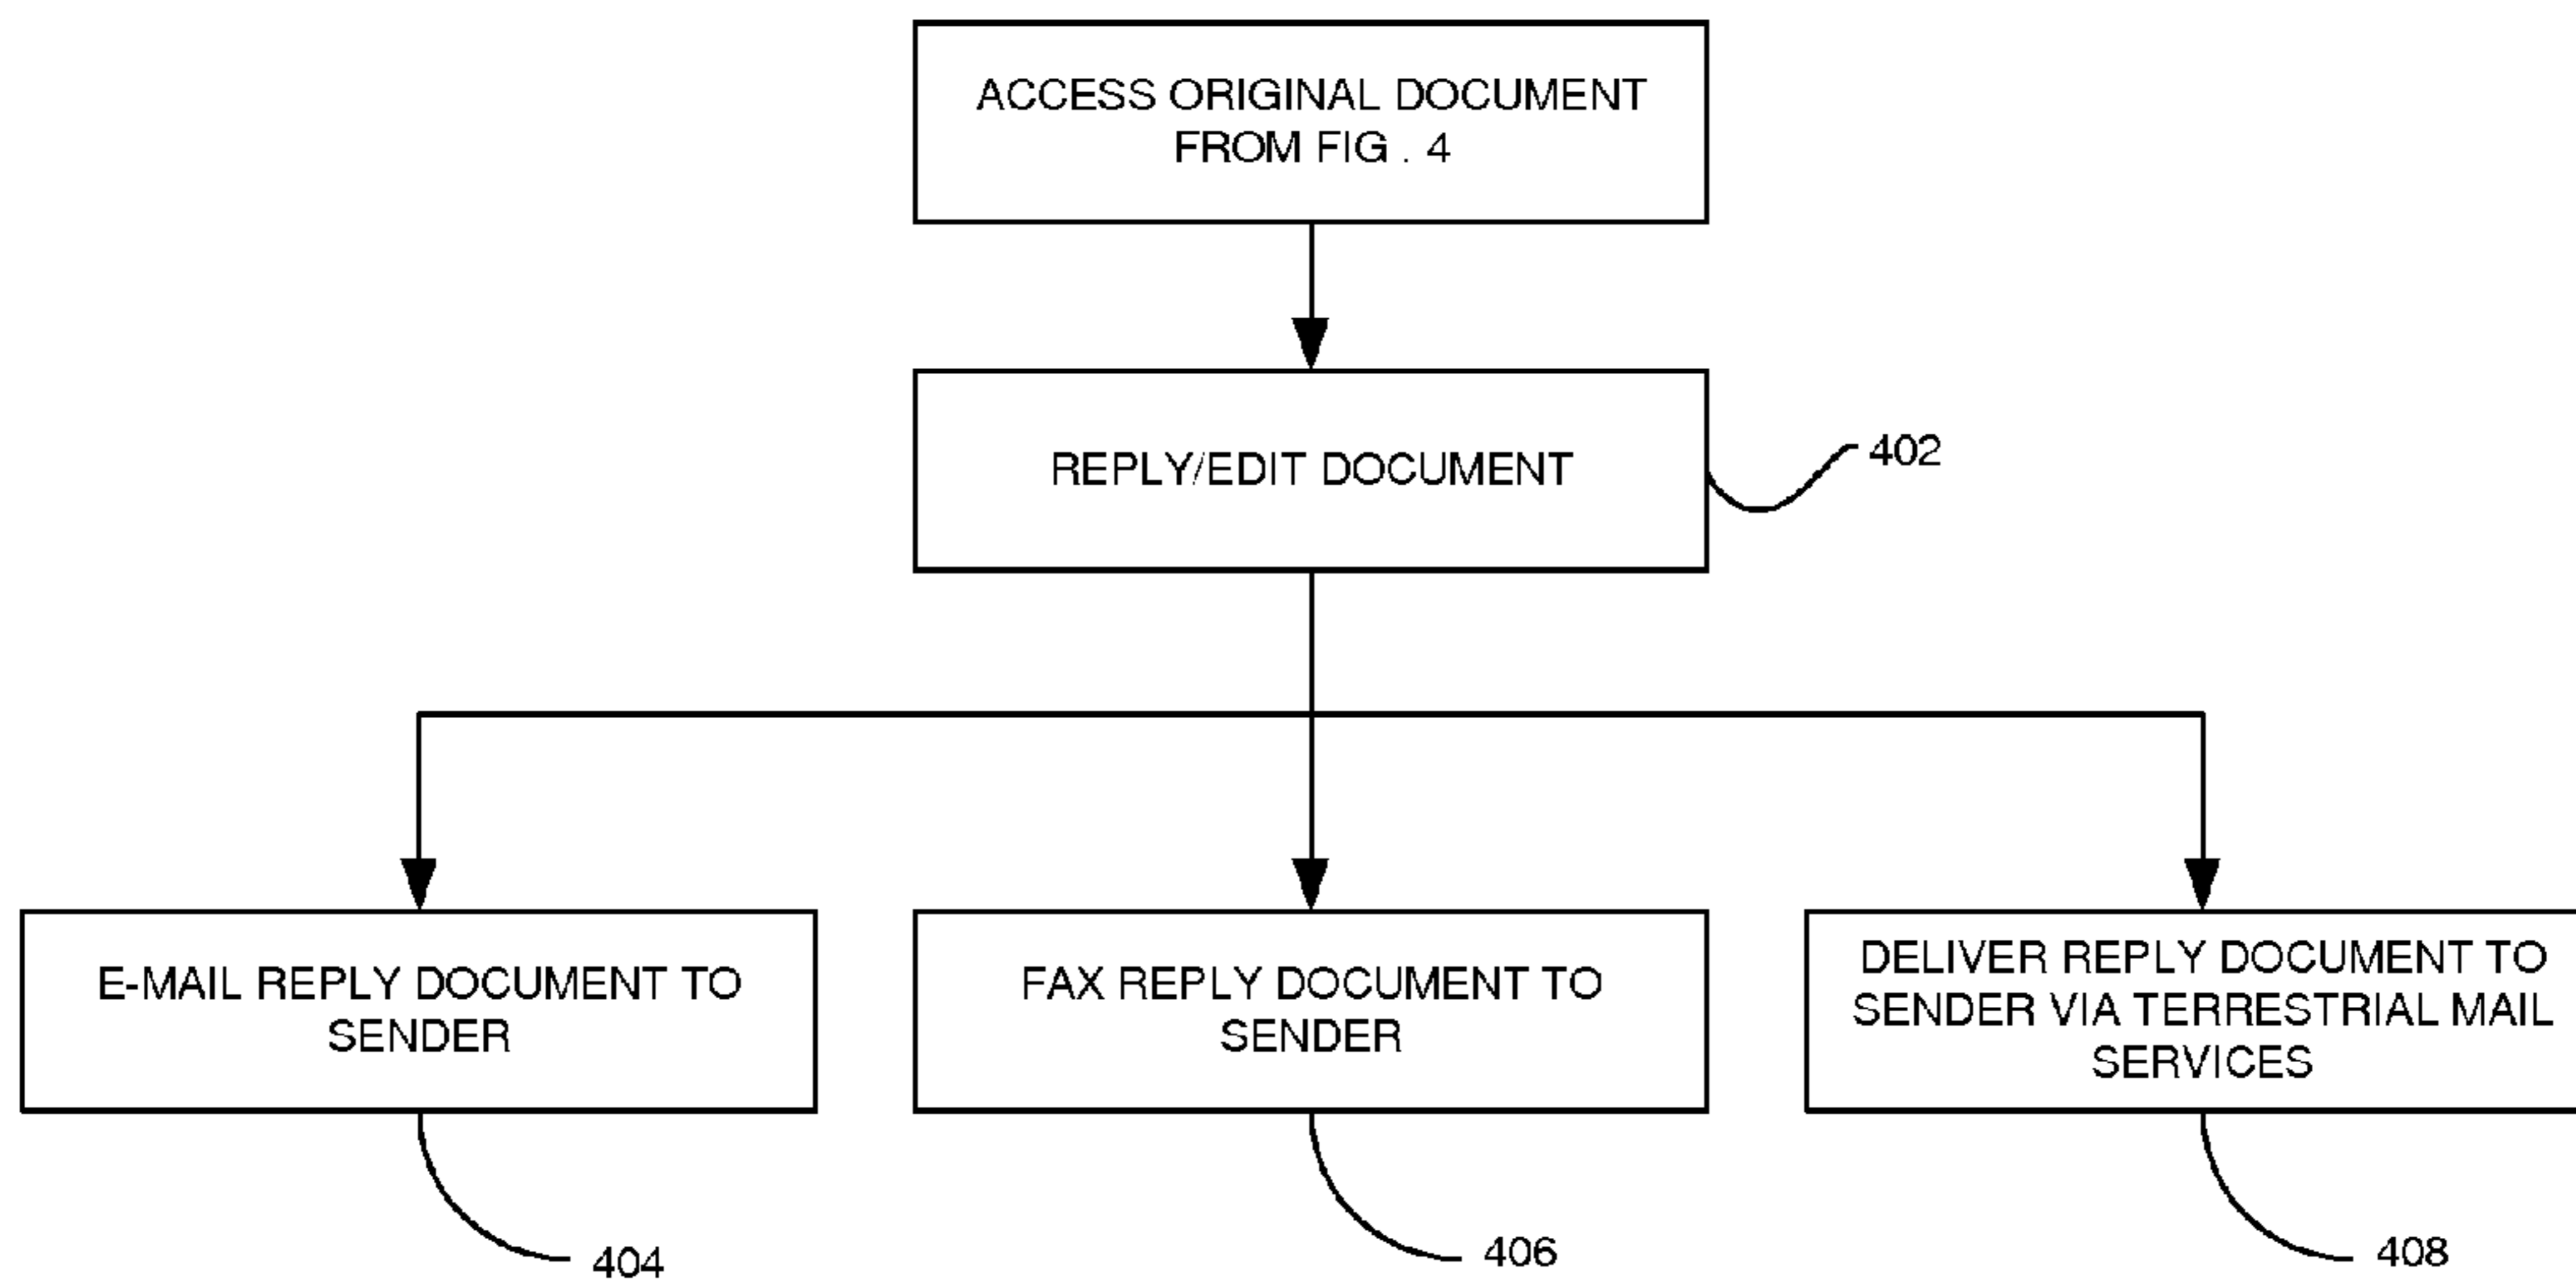 ACCESS ORIGINAL DOCUMENT
FROM FIG . 4
REPLY/EDIT DOCUMENT
402
E-MAIL REPLY DOCUMENT TO
SENDER
FAX REPLY DOCUMENT TO
SENDER
DELIVER REPLY DOCUMENT TO
SENDER VIA TERRESTRIAL MAIL
SERVICES
404
406
408